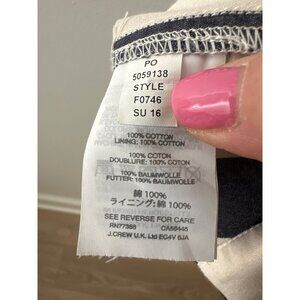 PO
5059138
STYLE
F0746
SU 16
100% COTTON
LINING: 100% COTTON
100% COTON
DOUBLURE: 100% COTON
100% BAUMWOLLE
FUTTER: 100% BAUMWOLLE
綿 100%
ライニング: 綿 100%
SEE REVERSE FOR CARE
RN77388 CA56445
J.CREW U.K. Ltd EC4V 6JA